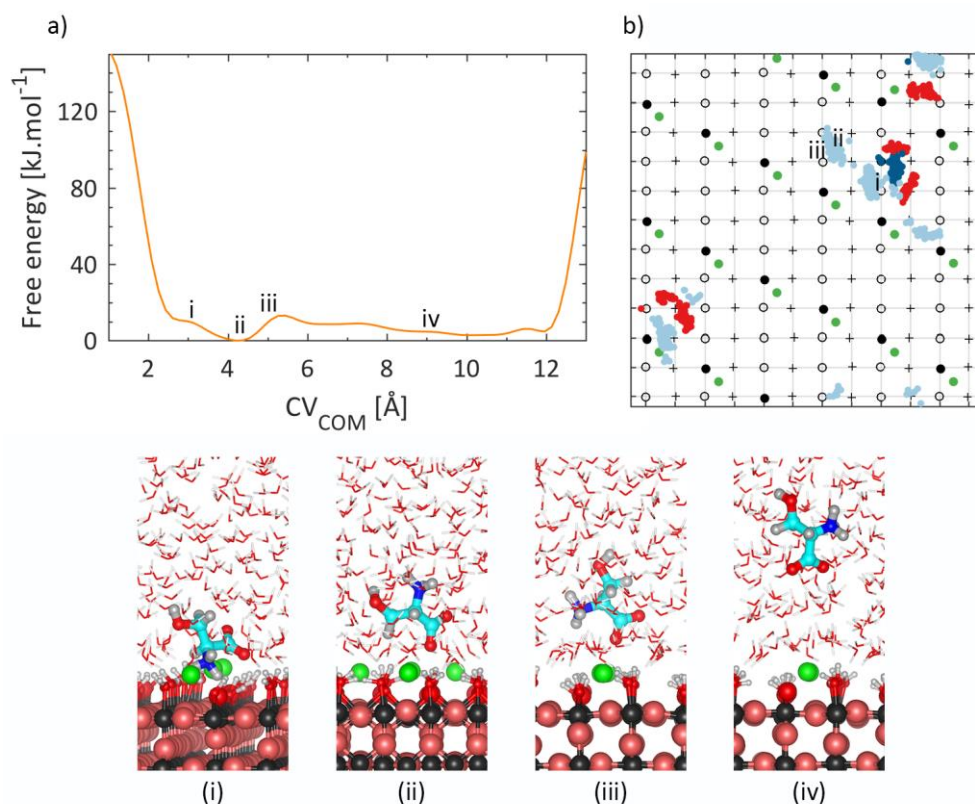 a)
b)
Free energy [kJ.mol⁻¹]
120
80
40
0
i
ii
iii
iv
2
4
6
8
10
12
CV_COM [Å]
iii
ii
i
(i)
(ii)
(iii)
(iv)